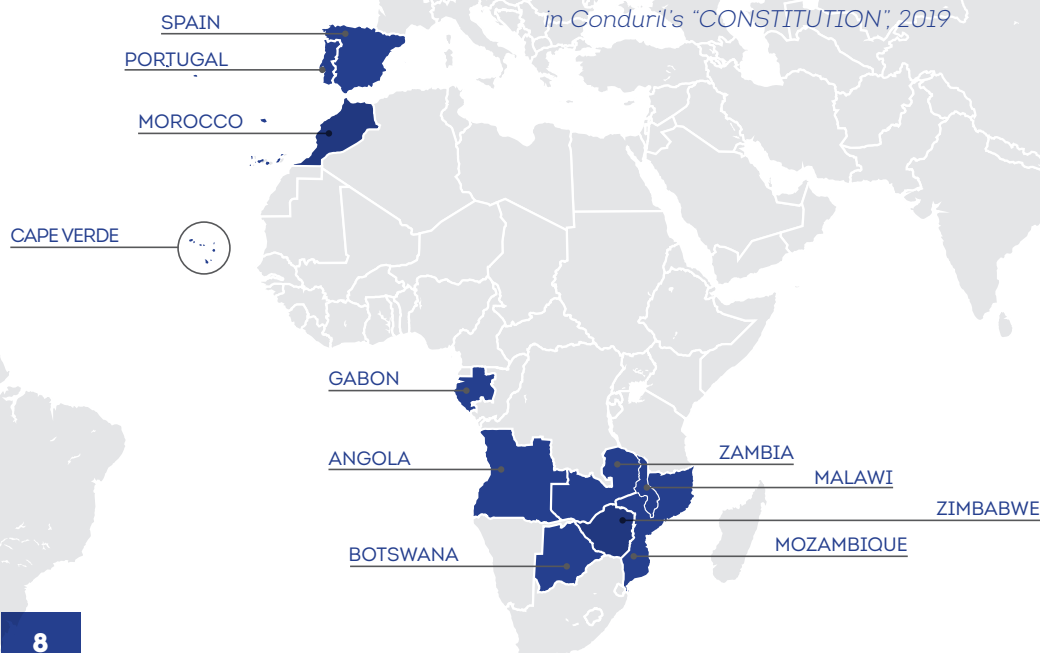 in Conduril's "CONSTITUTION", 2019
SPAIN
PORTUGAL
MOROCCO
CAPE VERDE
GABON
ANGOLA
ZAMBIA
MALAWI
ZIMBABWE
MOZAMBIQUE
BOTSWANA
8